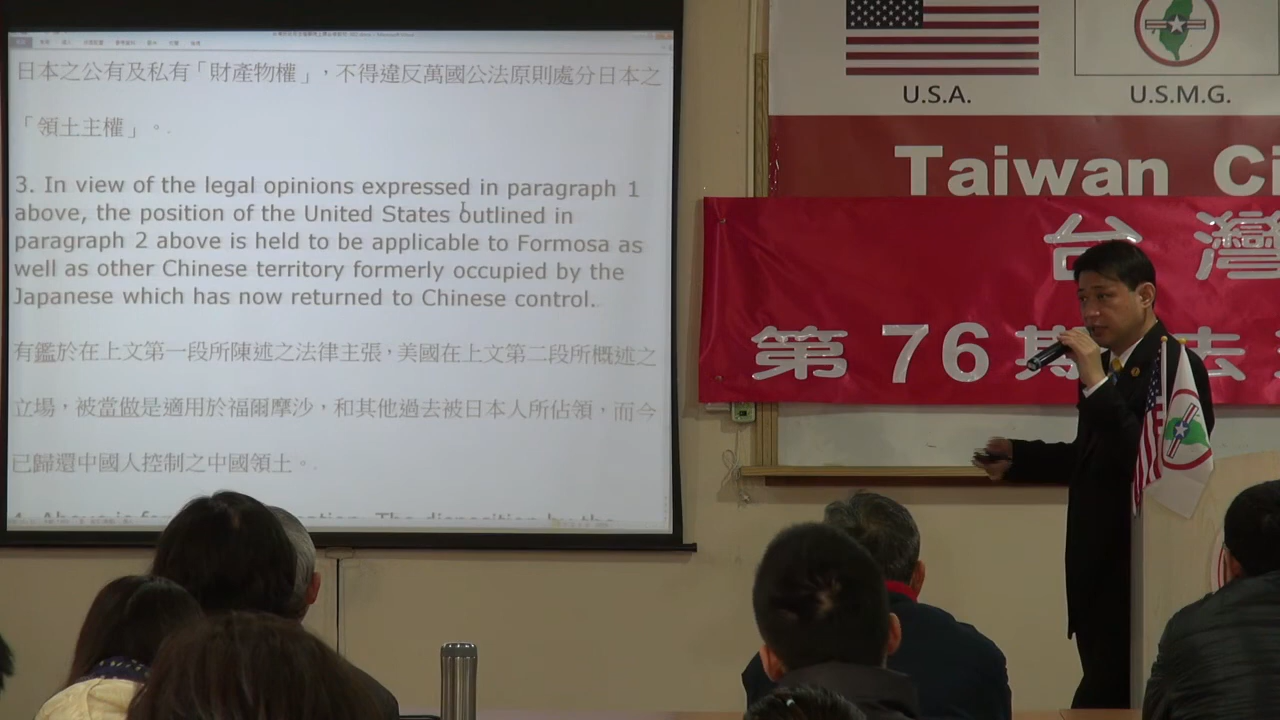 日本之公有及私有「財產物權」，不得違反萬國公法原則處分日本之
「領土主權」。
3. In view of the legal opinions expressed in paragraph 1
above, the position of the United States outlined in
paragraph 2 above is held to be applicable to Formosa as
well as other Chinese territory formerly occupied by the
Japanese which has now returned to Chinese control.
有鑑於在上文第一段所陳述之法律主張，美國在上文第二段所概述之
立場，被當做是適用於福爾摩沙，和其他過去被日本人所佔領，而今
已歸還中國人控制之中國領土。
U.S.A.
U.S.M.G.
Taiwan Ci
台灣
第76期法